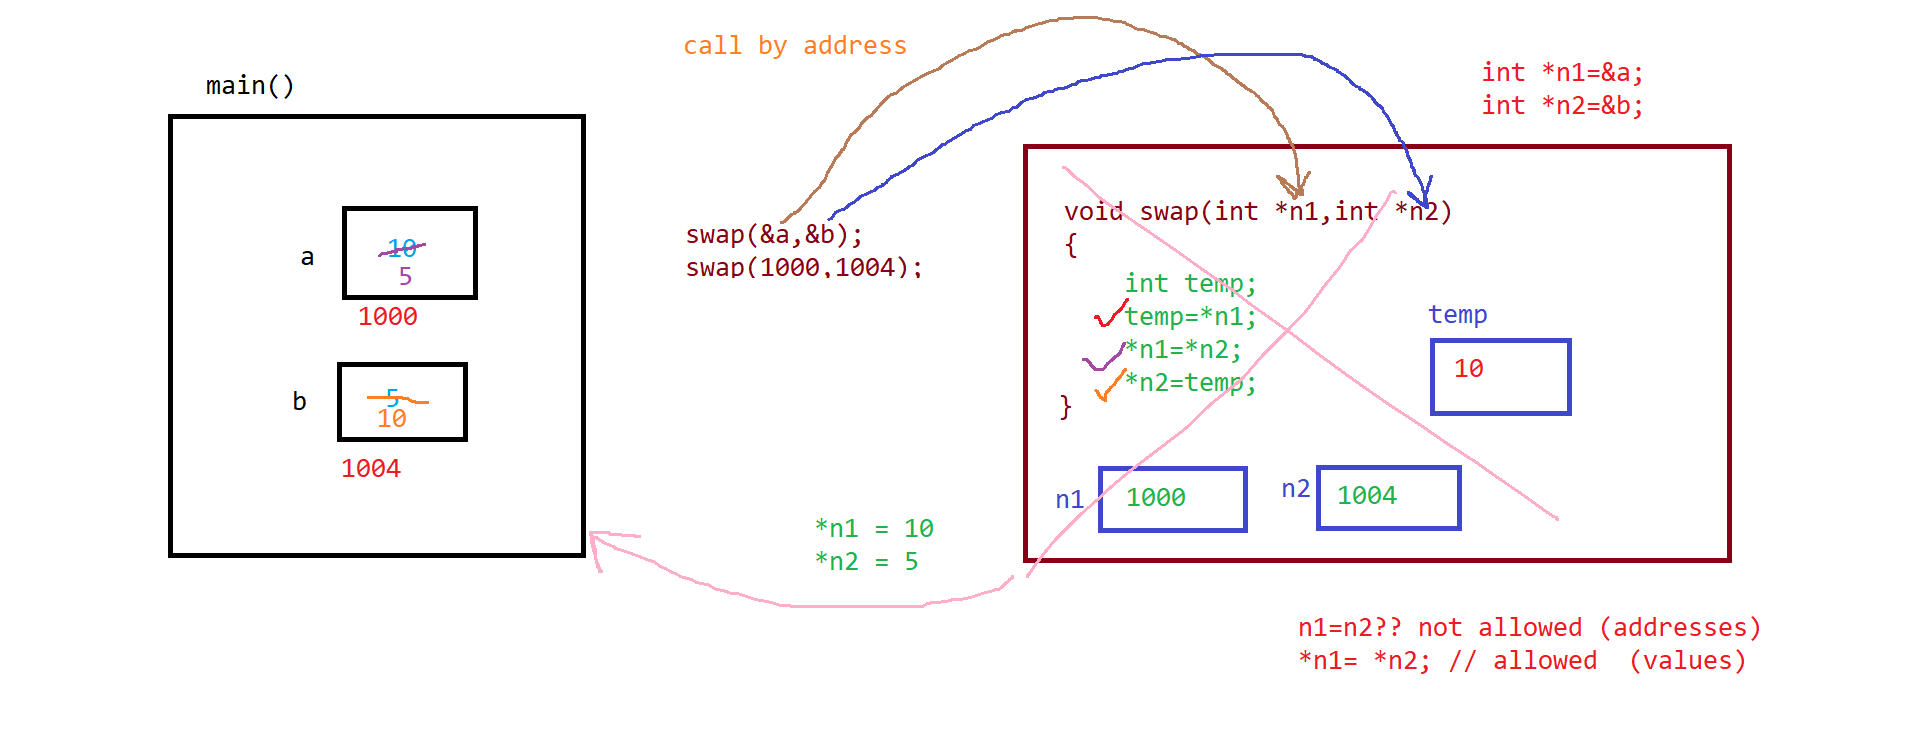 call by address
main()
int *n1=&a;
int *n2=&b;
swap(&a,&b);
swap(1000,1004);
void swap(int *n1,int *n2)
{
int temp;
temp=*n1;
*n1=*n2;
*n2=temp;
}
a
10
5
1000
b
5
10
1004
temp
10
n1
1000
n2
1004
*n1 = 10
*n2 = 5
n1=n2?? not allowed (addresses)
*n1= *n2; // allowed  (values)